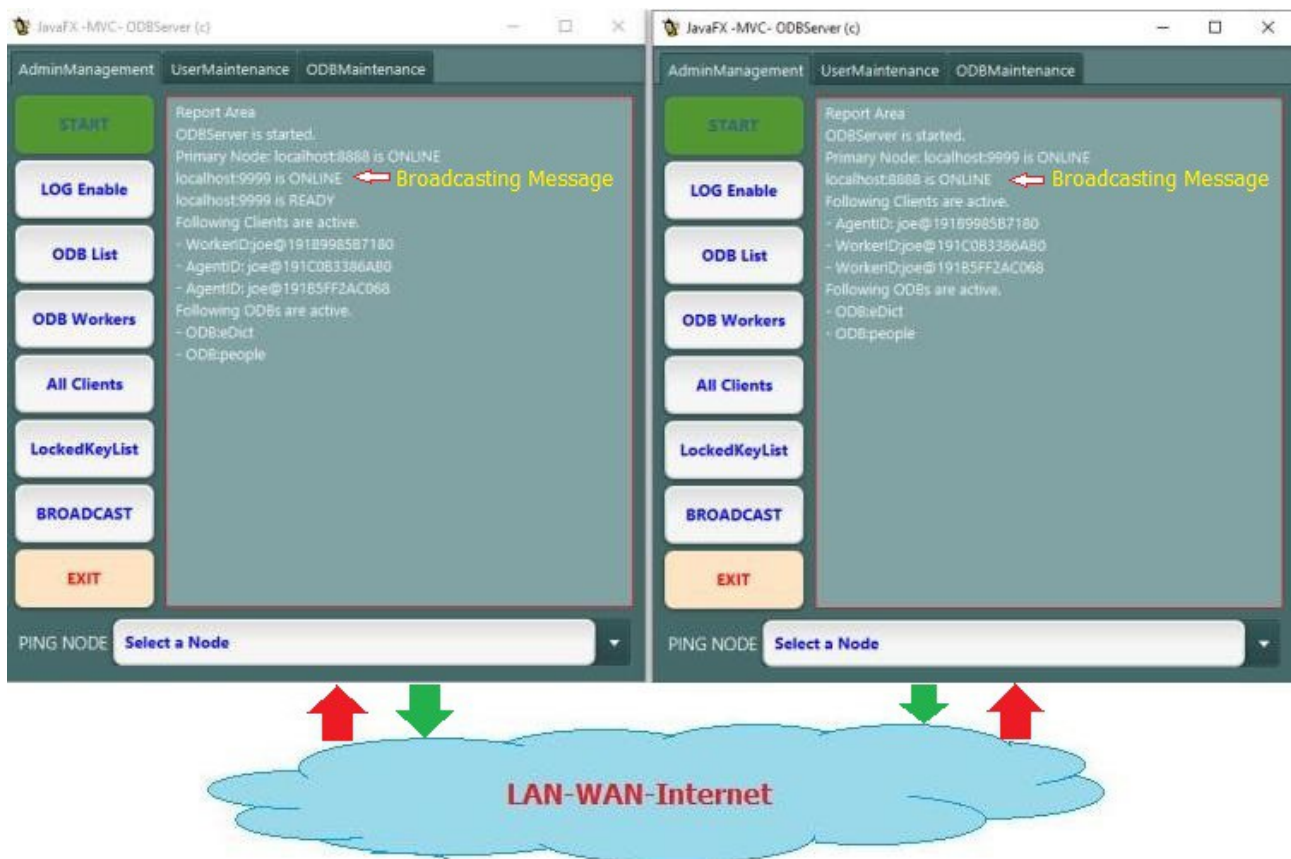 JavaFX -MVC- ODBServer (c)
AdminManagement UserMaintenance ODBMaintenance
START
LOG Enable
ODB List
ODB Workers
All Clients
LockedKeyList
BROADCAST
EXIT
Report Area
ODBServer is started.
Primary Node: localhost:8888 is ONLINE
localhost:9999 is ONLINE Broadcasting Message
localhost:9999 is READY
Following Clients are active.
- WorkerID:joe@191B9985B7180
- AgentID: joe@191C0B3386AB0
- AgentID: joe@191B5FF2AC068
Following ODBs are active.
- ODB:eDict
- ODB:people
PING NODE Select a Node
JavaFX -MVC- ODBServer (c)
AdminManagement UserMaintenance ODBMaintenance
START
LOG Enable
ODB List
ODB Workers
All Clients
LockedKeyList
BROADCAST
EXIT
Report Area
ODBServer is started.
Primary Node: localhost:9999 is ONLINE
localhost:8888 is ONLINE Broadcasting Message
Following Clients are active.
- AgentID: joe@191B9985B7180
- WorkerID:joe@191C0B3386AB0
- WorkerID:joe@191B5FF2AC068
Following ODBs are active.
- ODB:eDict
- ODB:people
PING NODE Select a Node
LAN-WAN-Internet